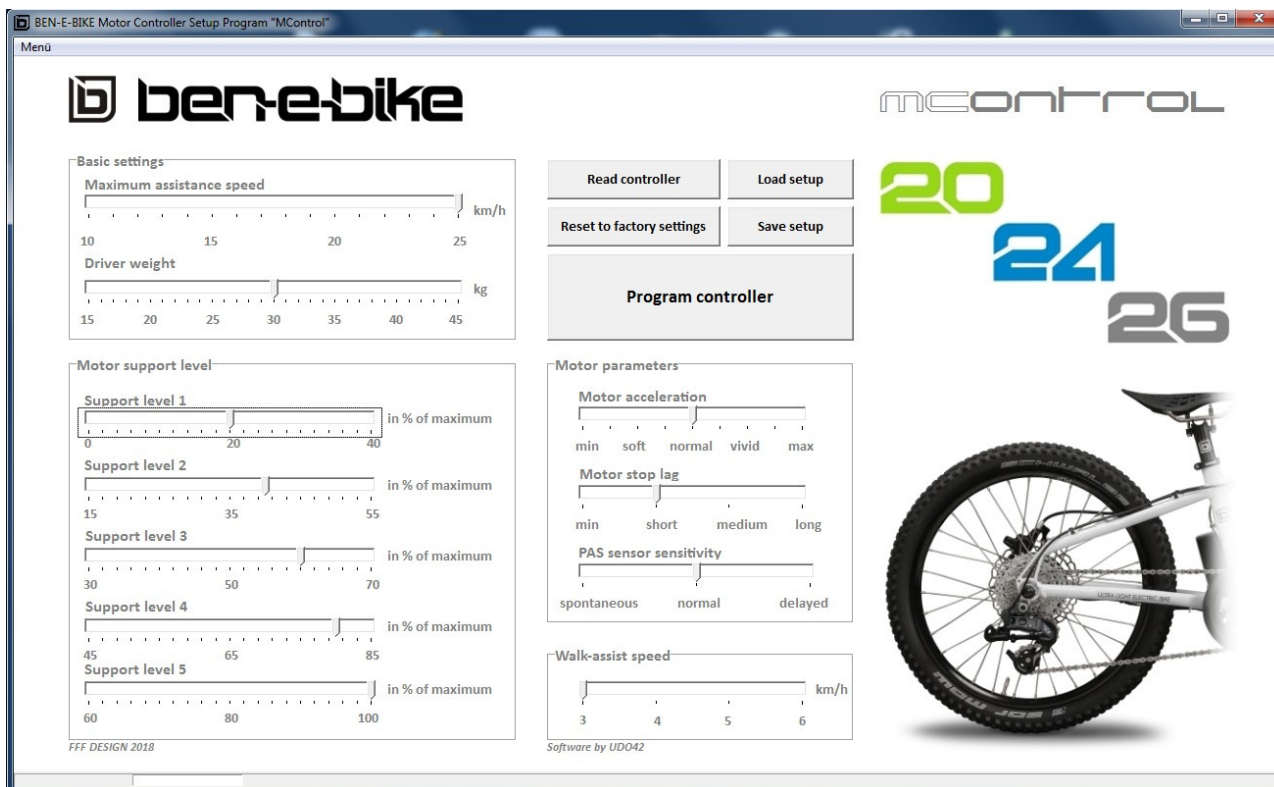 BEN-E-BIKE Motor Controller Setup Program "MControl"
Menü
ben-e-bike
mcontrol
Basic settings
Maximum assistance speed
km/h
10 15 20 25
Driver weight
kg
15 20 25 30 35 40 45
Read controller
Load setup
Reset to factory settings
Save setup
Program controller
20
24
26
Motor support level
Support level 1
in % of maximum
0 20 40
Support level 2
in % of maximum
15 35 55
Support level 3
in % of maximum
30 50 70
Support level 4
in % of maximum
45 65 85
Support level 5
in % of maximum
60 80 100
Motor parameters
Motor acceleration
min soft normal vivid max
Motor stop lag
min short medium long
PAS sensor sensitivity
spontaneous normal delayed
Walk-assist speed
km/h
3 4 5 6
ULTRA LIGHT ELECTRIC BIKE
FFF DESIGN 2018
Software by UDO42